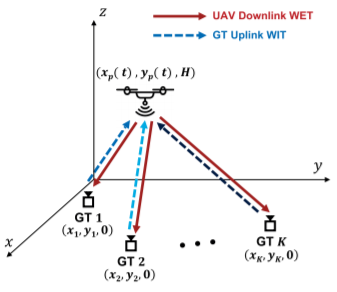 z
UAV Downlink WET
GT Uplink WIT
(x_p(t), y_p(t), H)
y
x
GT 1
(x_1, y_1, 0)
GT 2
(x_2, y_2, 0)
• • •
GT K
(x_K, y_K, 0)